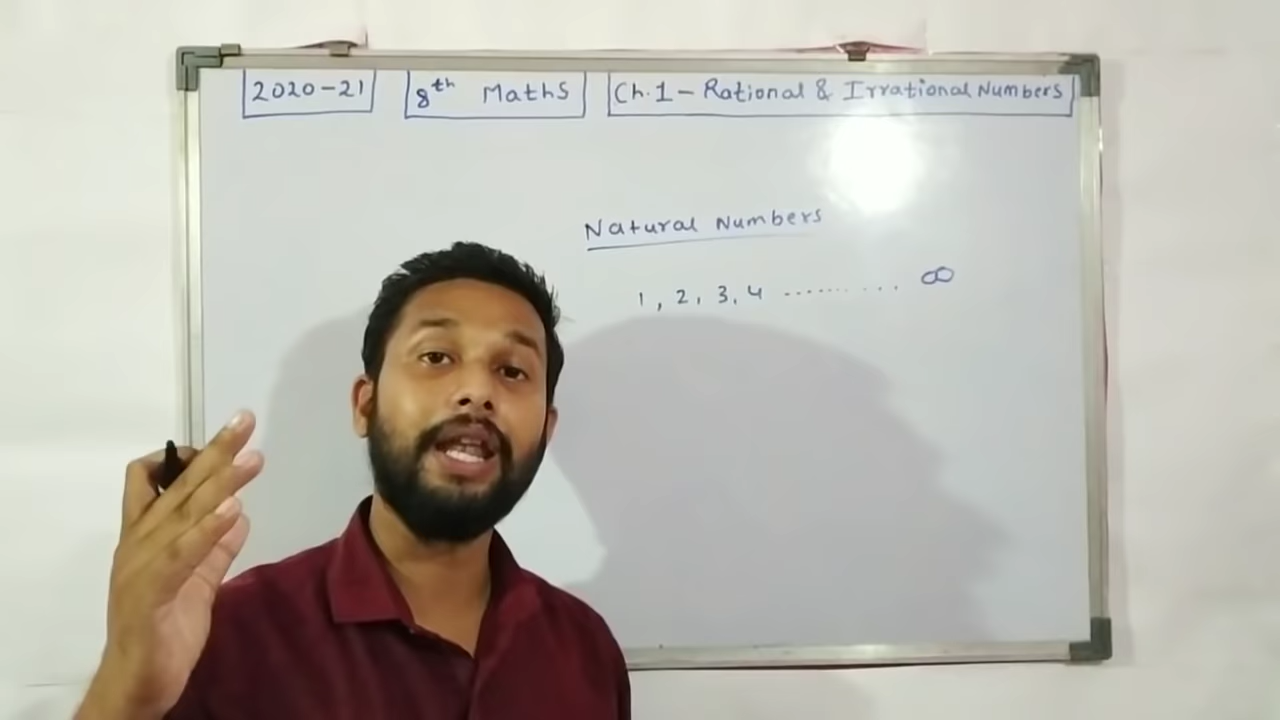 2020-21 8th Maths Ch.1 - Rational & Irrational Numbers
Natural Numbers
1, 2, 3, 4 .......... ∞